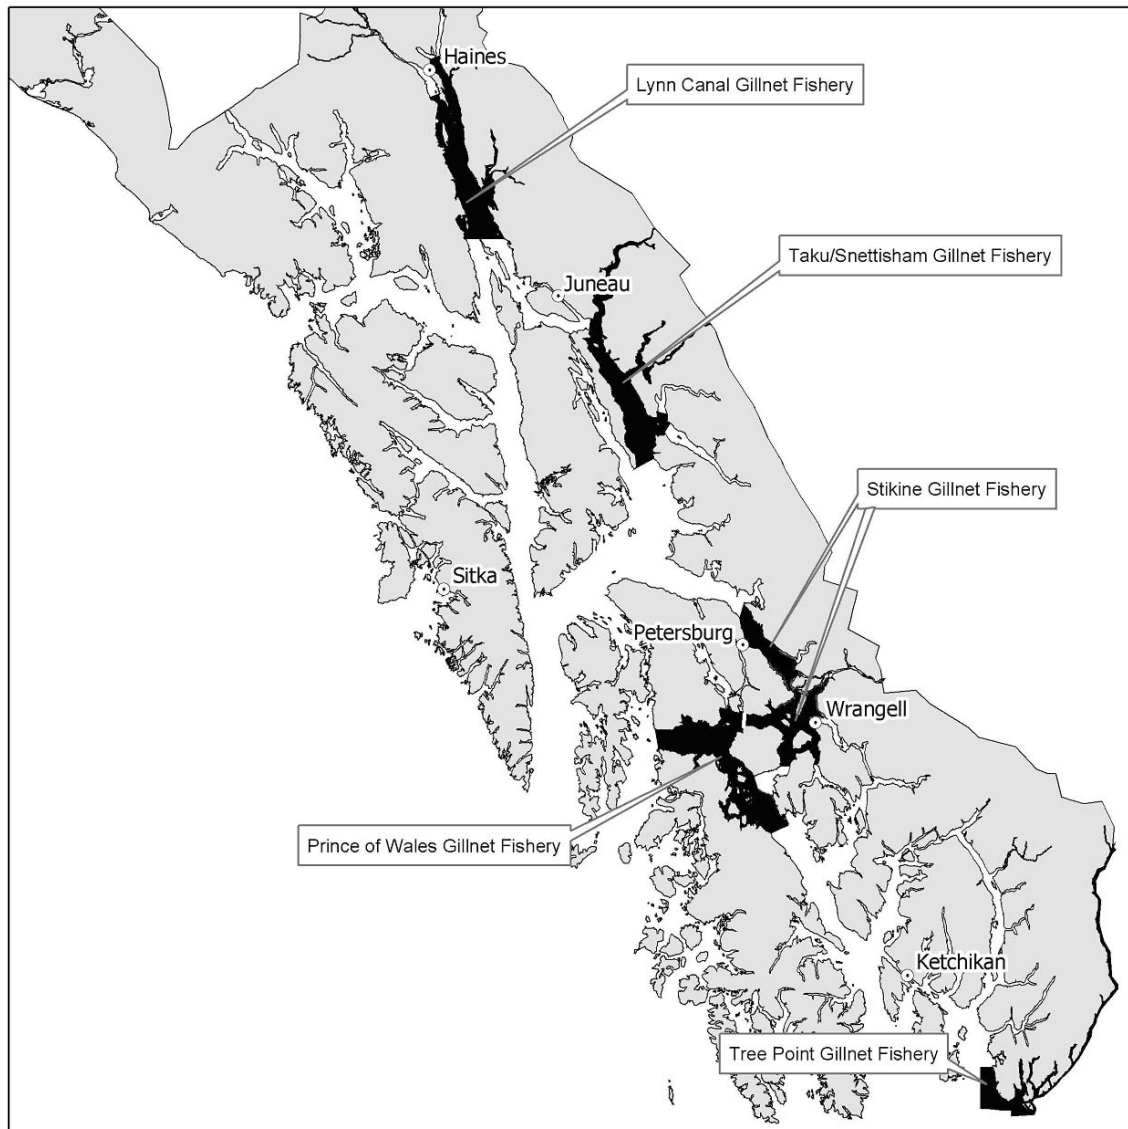 Haines
Lynn Canal Gillnet Fishery
Taku/Snettisham Gillnet Fishery
Juneau
Stikine Gillnet Fishery
Sitka
Petersburg
Wrangell
Prince of Wales Gillnet Fishery
Ketchikan
Tree Point Gillnet Fishery